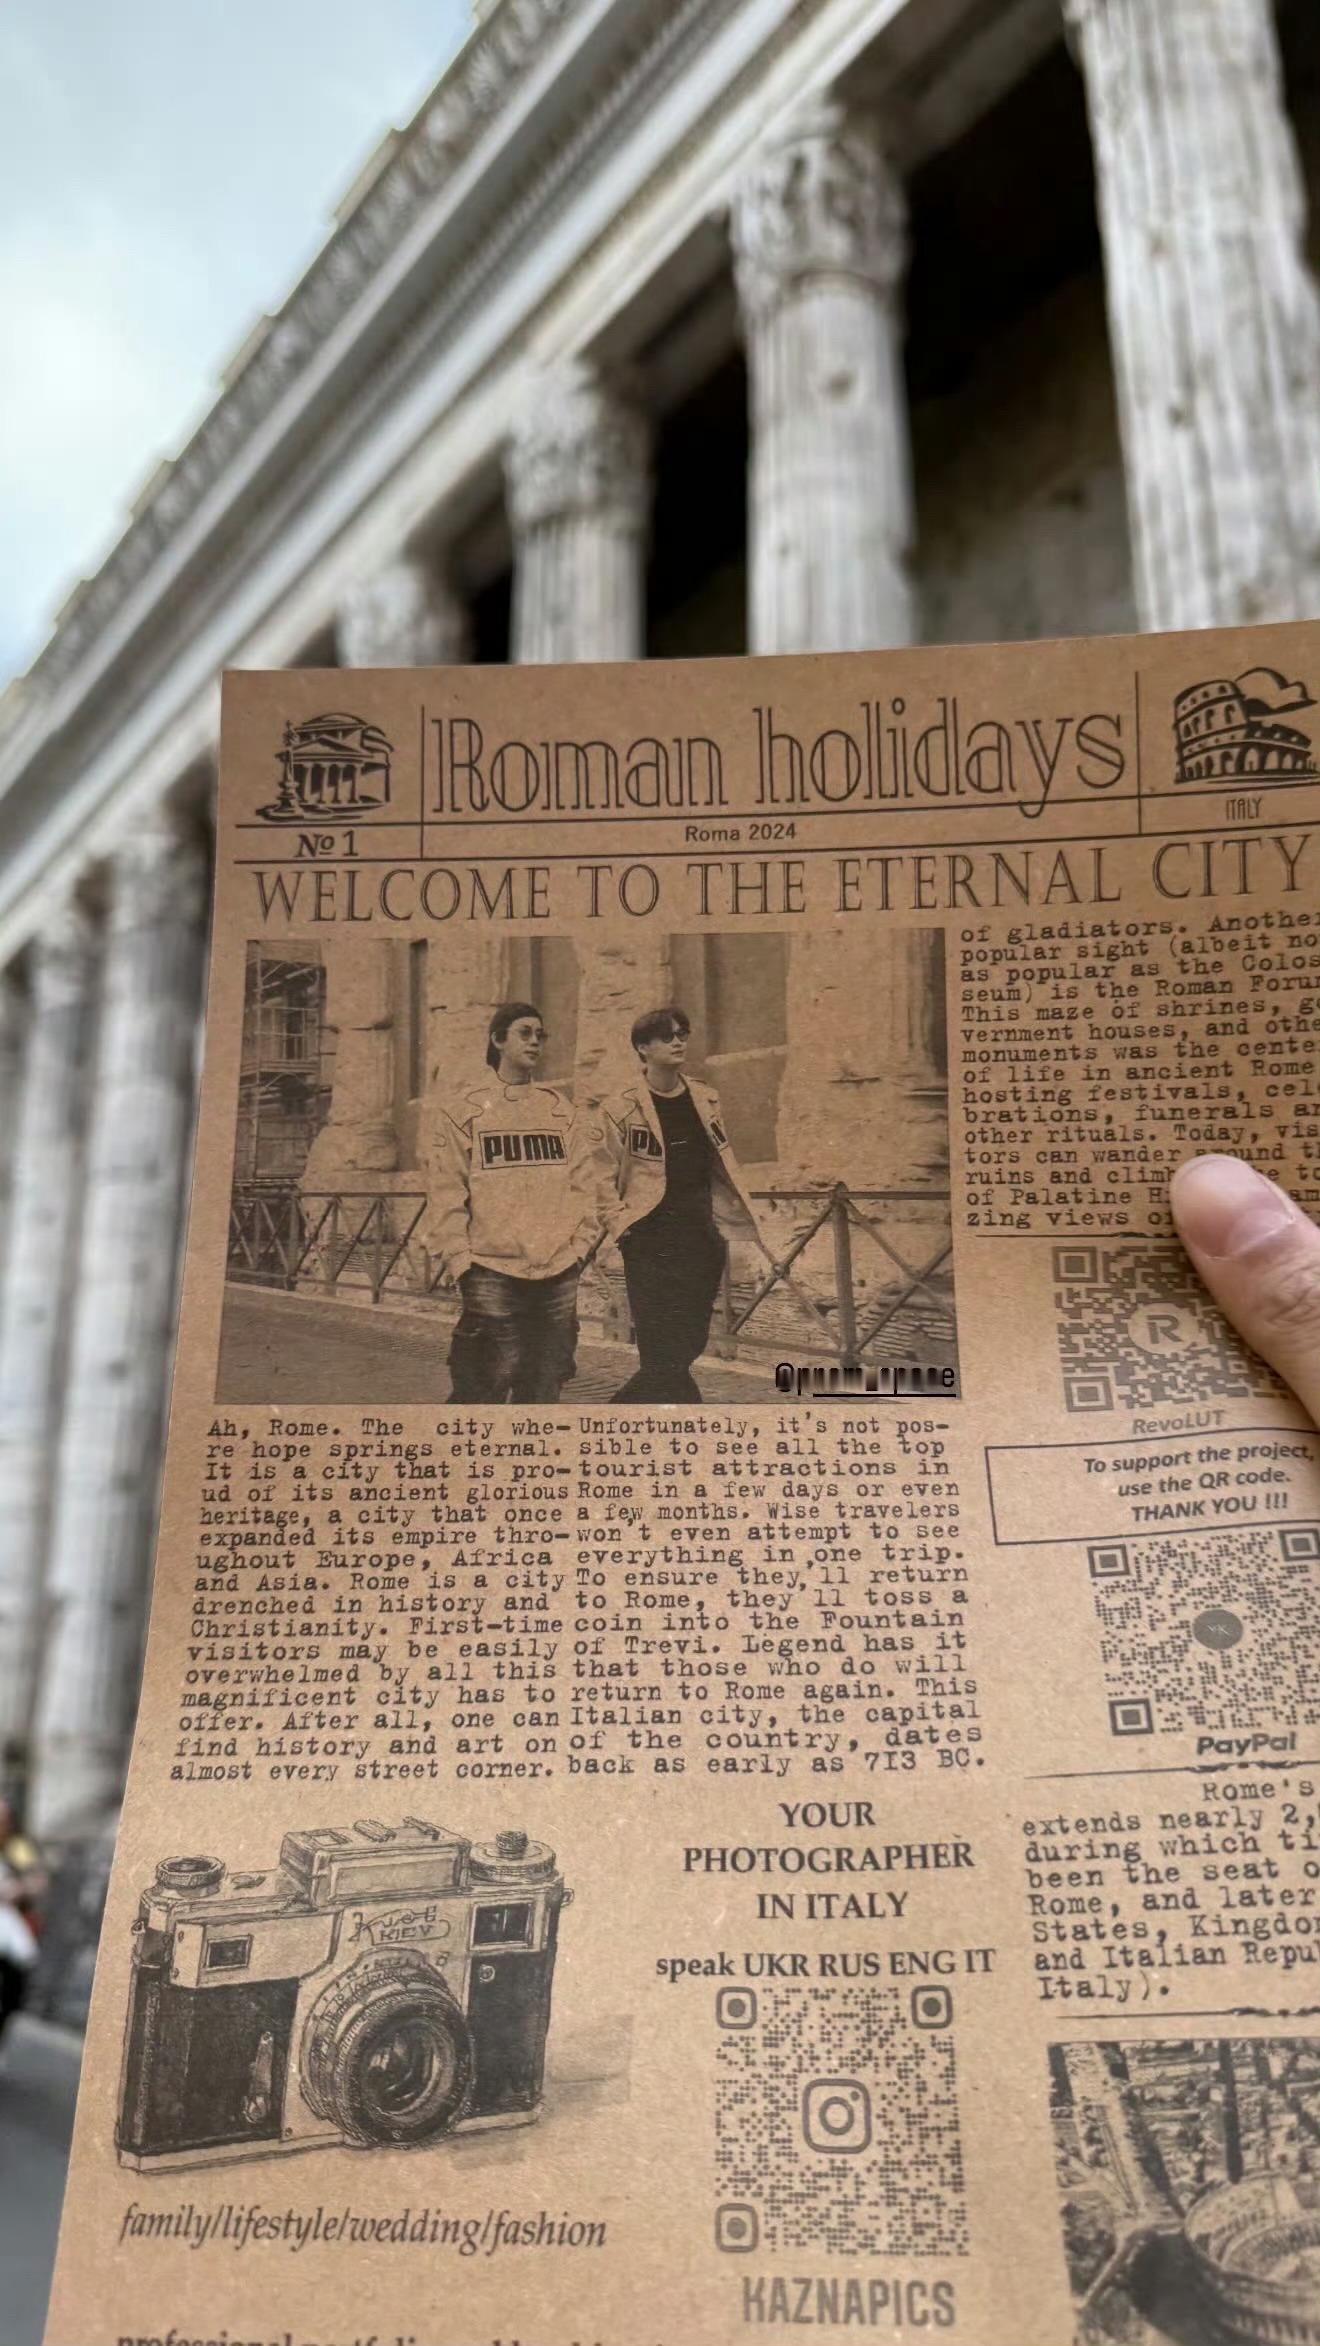 Roman holidays
ITALY
№ 1
Roma 2024
WELCOME TO THE ETERNAL CITY
PUMA
Ah, Rome. The city whe-
re hope springs eternal.
It is a city that is pro-
ud of its ancient glorious
heritage, a city that once
expanded its empire thro-
ughout Europe, Africa
and Asia. Rome is a city
drenched in history and
Christianity. First-time
visitors may be easily
overwhelmed by all this
magnificent city has to
offer. After all, one can
find history and art on
almost every street corner.
Unfortunately, it's not pos-
sible to see all the top
tourist attractions in
Rome in a few days or even
a few months. Wise travelers
won't even attempt to see
everything in one trip.
To ensure they'll return
to Rome, they'll toss a
coin into the Fountain
of Trevi. Legend has it
that those who do will
return to Rome again. This
Italian city, the capital
of the country, dates
back as early as 7I3 BC.
of gladiators. Another
popular sight (albeit no
as popular as the Colos
seum) is the Roman Forum
This maze of shrines, g
vernment houses, and othe
monuments was the cente
of life in ancient Rome
hosting festivals, cel
brations, funerals a
other rituals. Today, vis
tors can wander around t
ruins and climb to
of Palatine am
zing views
R
RevoLUT
To support the project,
use the QR code.
THANK YOU !!!
YK
PayPal
Rome's
extends nearly 2,
during which ti
been the seat o
Rome, and later
States, Kingdo
and Italian Repu
Italy).
KIEV
family/lifestyle/wedding/fashion
YOUR
PHOTOGRAPHER
IN ITALY
speak UKR RUS ENG IT
KAZNAPICS